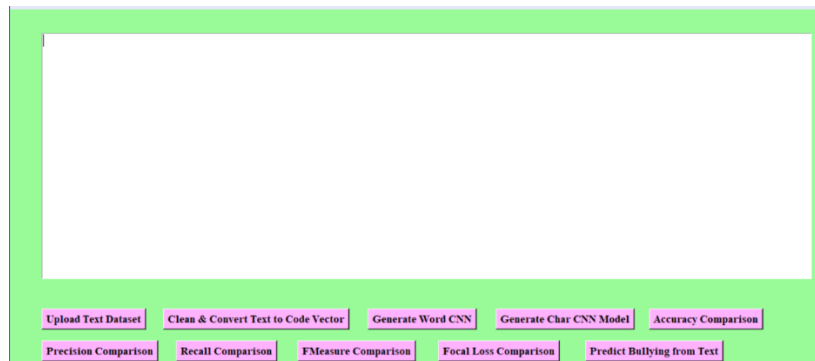 Upload Text Dataset Clean & Convert Text to Code Vector Generate Word CNN Generate Char CNN Model Accuracy Comparison
Precision Comparison Recall Comparison FMeasure Comparison Focal Loss Comparison Predict Bullying from Text